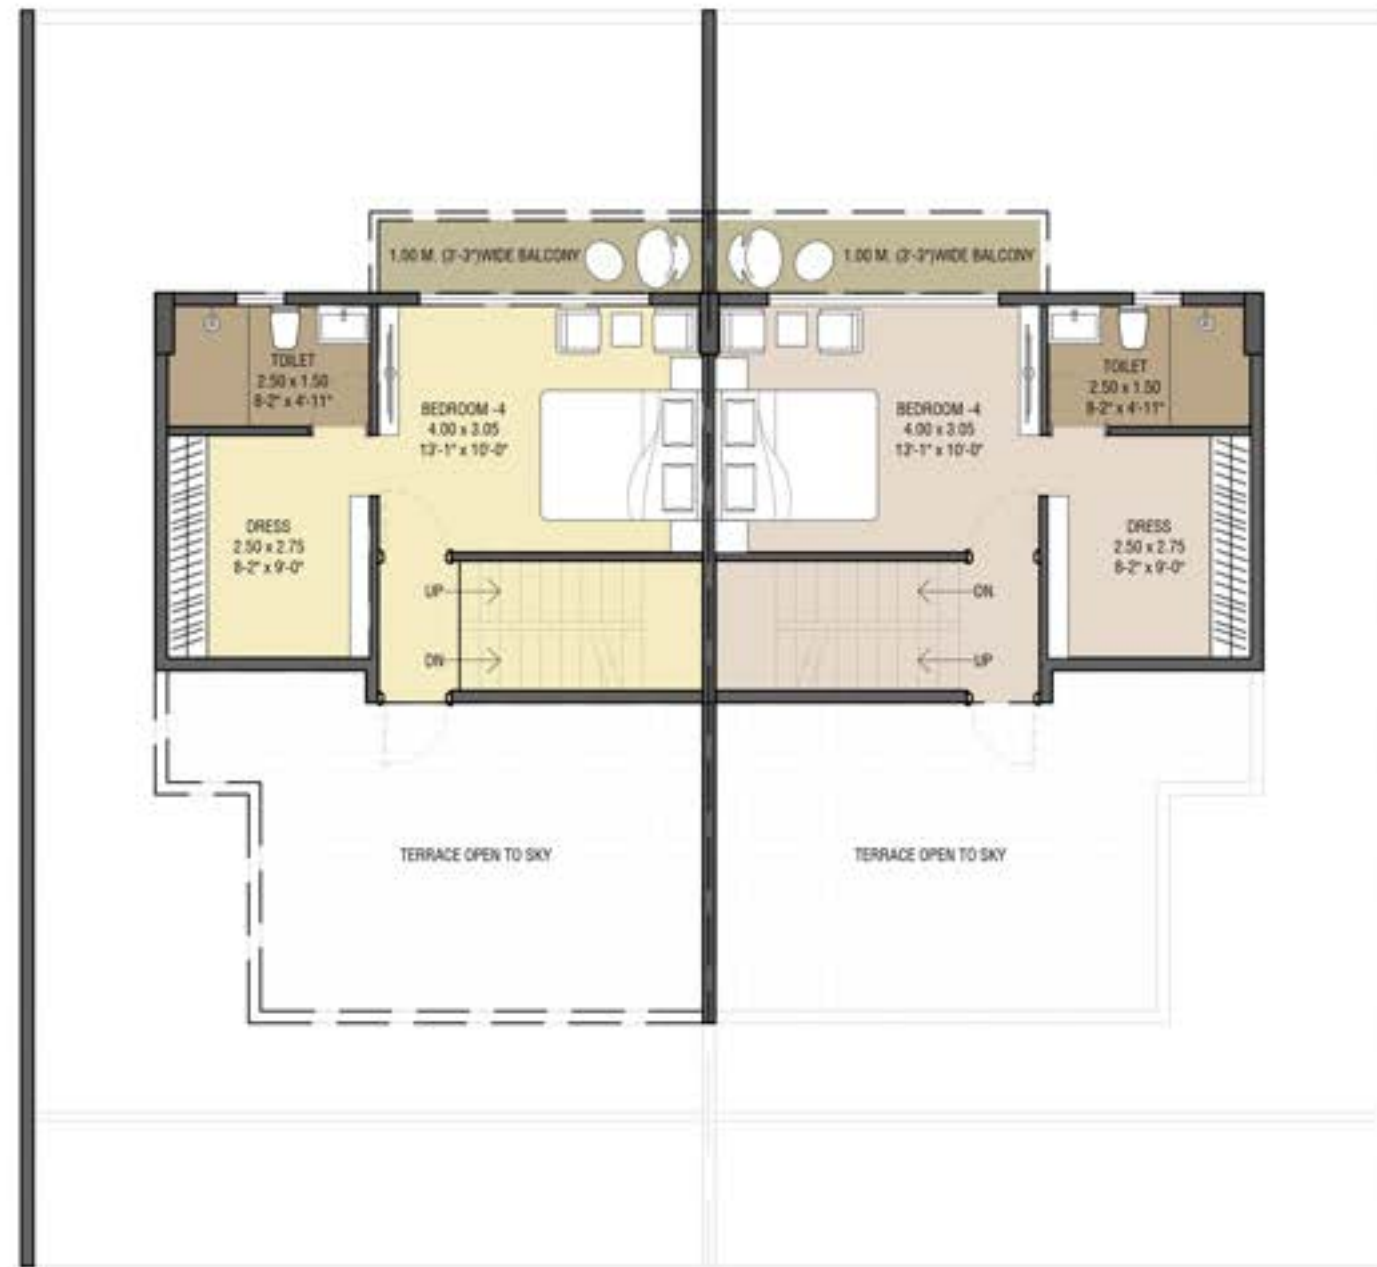 1.00 M. (3'-3")WIDE BALCONY
1.00 M. (3'-3")WIDE BALCONY
TOILET
2.50 x 1.50
8'-2" x 4'-11"
BEDROOM -4
4.00 x 3.05
13'-1" x 10'-0"
BEDROOM -4
4.00 x 3.05
13'-1" x 10'-0"
TOILET
2.50 x 1.50
8'-2" x 4'-11"
DRESS
2.50 x 2.75
8-2" x 9'-0"
DRESS
2.50 x 2.75
8-2" x 9'-0"
UP
DN
DN
UP
TERRACE OPEN TO SKY
TERRACE OPEN TO SKY